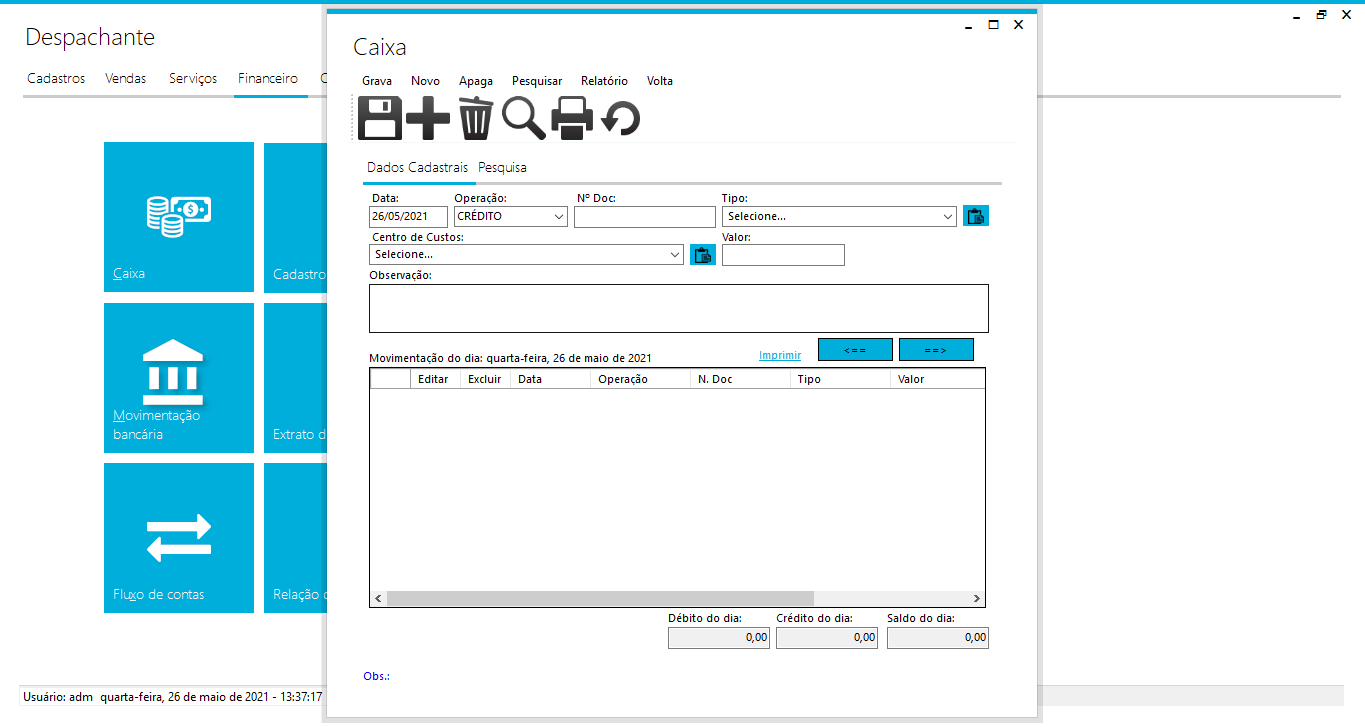 Despachante
Cadastros Vendas Serviços Financeiro
Caixa
Cadastro
Movimentação
bancária
Extrato d
Fluxo de contas
Relação
Usuário: adm quarta-feira, 26 de maio de 2021 - 13:37:17
Caixa
Grava Novo Apaga Pesquisar Relatório Volta
Dados Cadastrais Pesquisa
Data: Operação: Nº Doc: Tipo:
26/05/2021 CRÉDITO Selecione...
Centro de Custos: Valor:
Selecione...
Observação:
Movimentação do dia: quarta-feira, 26 de maio de 2021 Imprimir <== ==>
Editar Excluir Data Operação N. Doc Tipo Valor
Débito do dia: Crédito do dia: Saldo do dia:
0,00 0,00 0,00
Obs.: